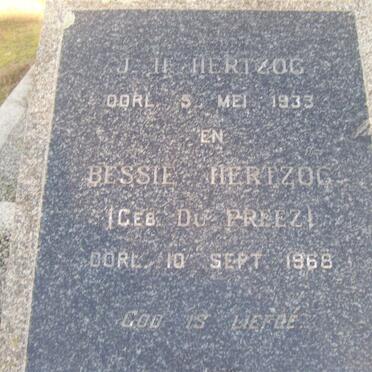 J. H. HERTZOG
OORL. 5. MEI 1933
EN
BESSIE HERTZOG
(GEB. DU PREEZ)
OORL. 10 SEPT. 1968
GOD IS LIEFDE.